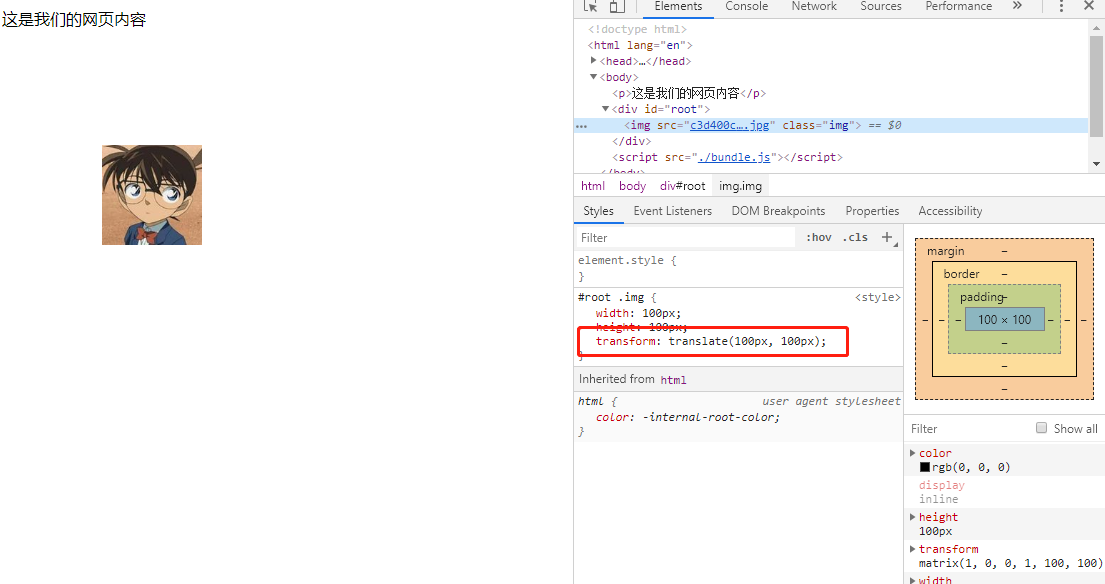 这是我们的网页内容
Elements Console Network Sources Performance »
<!doctype html>
<html lang="en">
<head>…</head>
<body>
<p>这是我们的网页内容</p>
<div id="root">
<img src="c3d400c….jpg" class="img"> == $0
</div>
<script src="./bundle.js"></script>
</body>
html body div#root img.img
Styles Event Listeners DOM Breakpoints Properties Accessibility
Filter :hov .cls +
element.style {
}
#root .img { <style>
width: 100px;
height: 100px;
transform: translate(100px, 100px);
}
Inherited from html
html { user agent stylesheet
color: -internal-root-color;
}
margin –
border –
padding –
– – – 100 × 100 – – –
–
–
–
Filter Show all
color
rgb(0, 0, 0)
display
inline
height
100px
transform
matrix(1, 0, 0, 1, 100, 100)
width